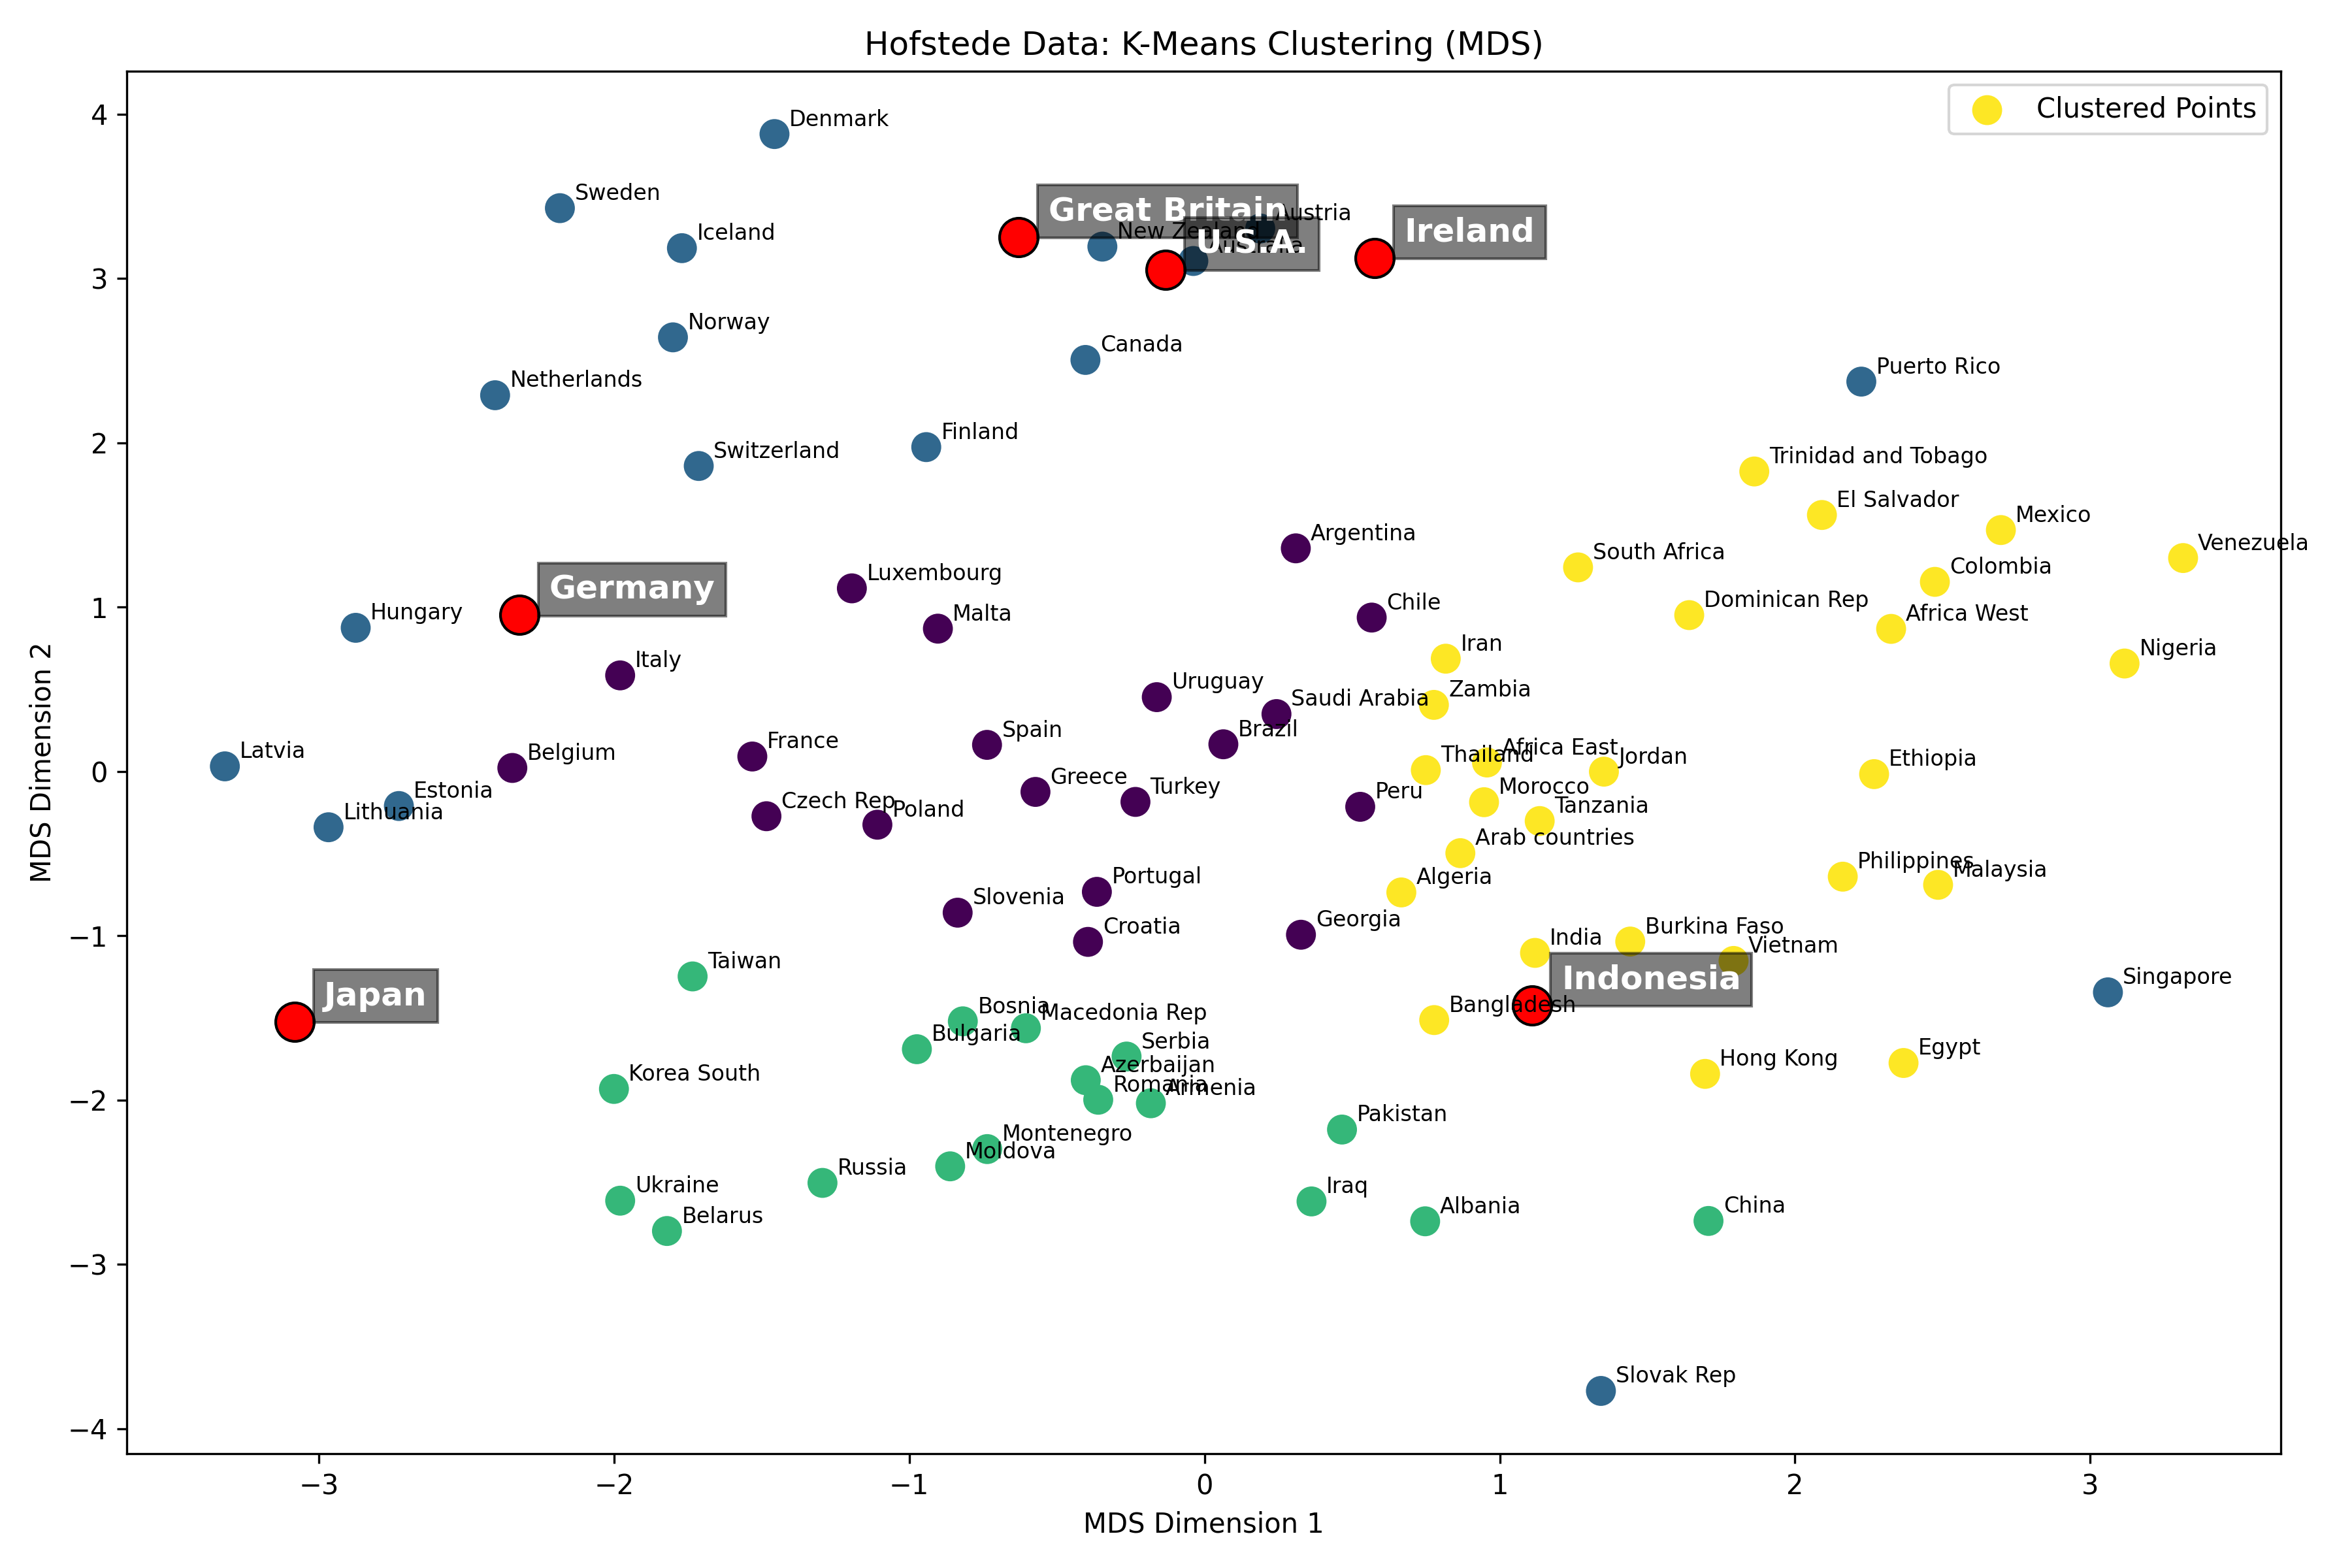 Hofstede Data: K-Means Clustering (MDS)
Clustered Points
Denmark
Sweden
Great Britain
Austria
Ireland
Iceland
New Zealand
U.S.A.
Australia
Norway
Canada
Netherlands
Puerto Rico
Finland
Switzerland
Trinidad and Tobago
El Salvador
Mexico
Argentina
South Africa
Venezuela
Colombia
Luxembourg
Germany
Hungary
Malta
Chile
Dominican Rep
Africa West
Italy
Iran
Nigeria
Uruguay
Saudi Arabia
Zambia
Latvia
Belgium
France
Spain
Brazil
Thailand
Africa East
Jordan
Ethiopia
Estonia
Lithuania
Czech Rep
Poland
Greece
Turkey
Peru
Morocco
Tanzania
Arab countries
Philippines
Malaysia
Portugal
Algeria
Slovenia
Croatia
Georgia
India
Burkina Faso
Vietnam
Taiwan
Japan
Indonesia
Singapore
Bosnia
Macedonia Rep
Bangladesh
Bulgaria
Serbia
Hong Kong
Egypt
Korea South
Azerbaijan
Romania
Armenia
Pakistan
Montenegro
Moldova
Russia
Ukraine
Belarus
Iraq
Albania
China
Slovak Rep
4
3
2
1
0
−1
−2
−3
−4
MDS Dimension 2
−3
−2
−1
0
1
2
3
MDS Dimension 1